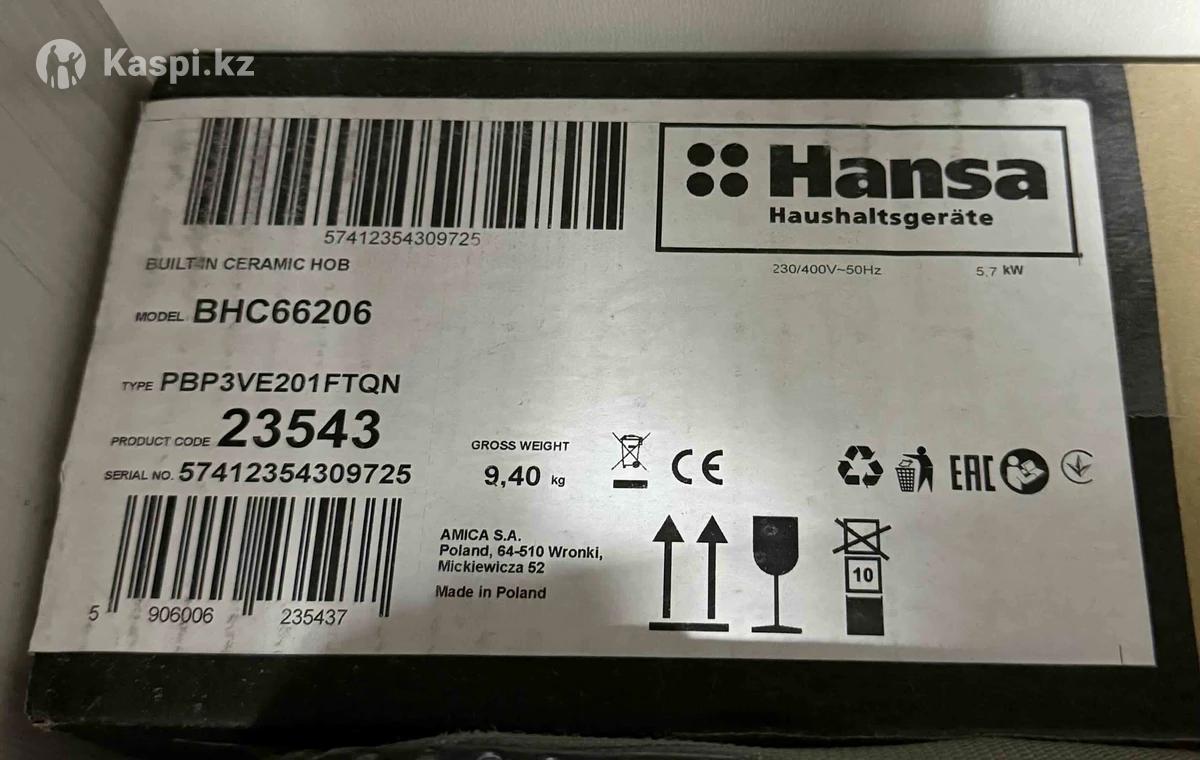 Kaspi.kz
57412354309725
Hansa
Haushaltsgeräte
BUILT-IN CERAMIC HOB
230/400V~50Hz 5,7 kW
MODEL BHC66206
TYPE PBP3VE201FTQN
PRODUCT CODE 23543
SERIAL NO. 57412354309725
GROSS WEIGHT
9,40 kg
CE
EAC
AMICA S.A.
Poland, 64-510 Wronki,
Mickiewicza 52
Made in Poland
10
5 906006 235437